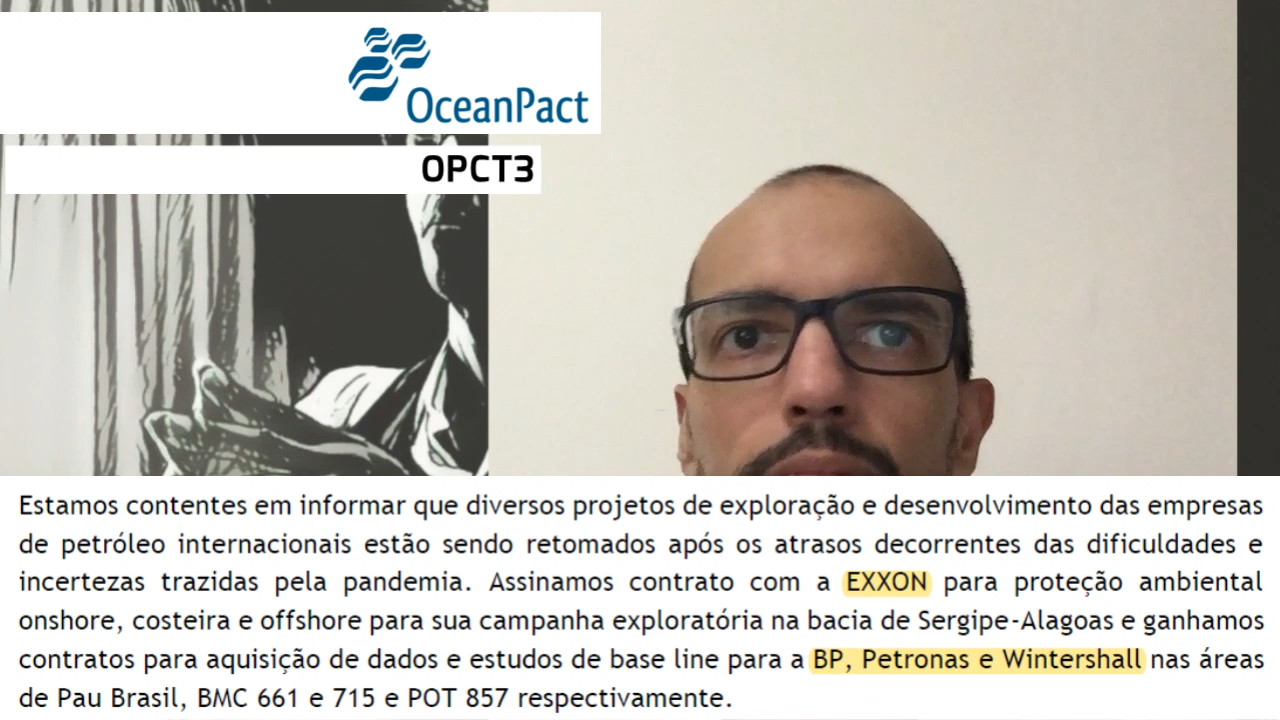 OceanPact
OPCT3
Estamos contentes em informar que diversos projetos de exploração e desenvolvimento das empresas
de petróleo internacionais estão sendo retomados após os atrasos decorrentes das dificuldades e
incertezas trazidas pela pandemia. Assinamos contrato com a EXXON para proteção ambiental
onshore, costeira e offshore para sua campanha exploratória na bacia de Sergipe-Alagoas e ganhamos
contratos para aquisição de dados e estudos de base line para a BP, Petronas e Wintershall nas áreas
de Pau Brasil, BMC 661 e 715 e POT 857 respectivamente.